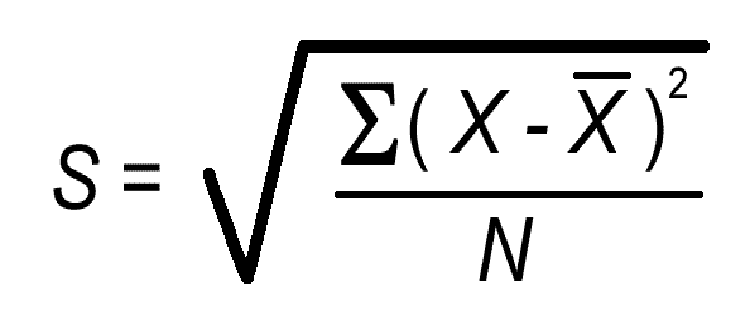 S = √(Σ(X - X̅)² / N)